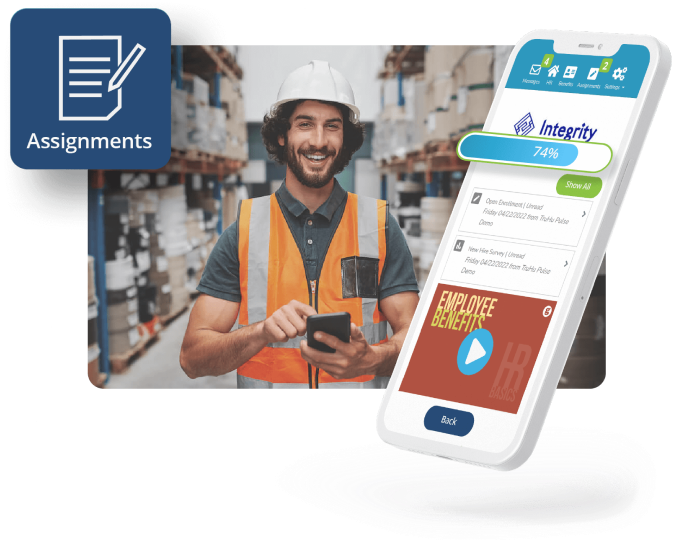 Assignments
4
2
Messages HR Benefits Assignments Settings
Integrity
74%
Show All
Open Enrollment | Unread
Friday 04/22/2022 from TruHu Pulse
Demo
New Hire Survey | Unread
Friday 04/22/2022 from TruHu Pulse
Demo
EMPLOYEE
BENEFITS
HR
BASICS
Back